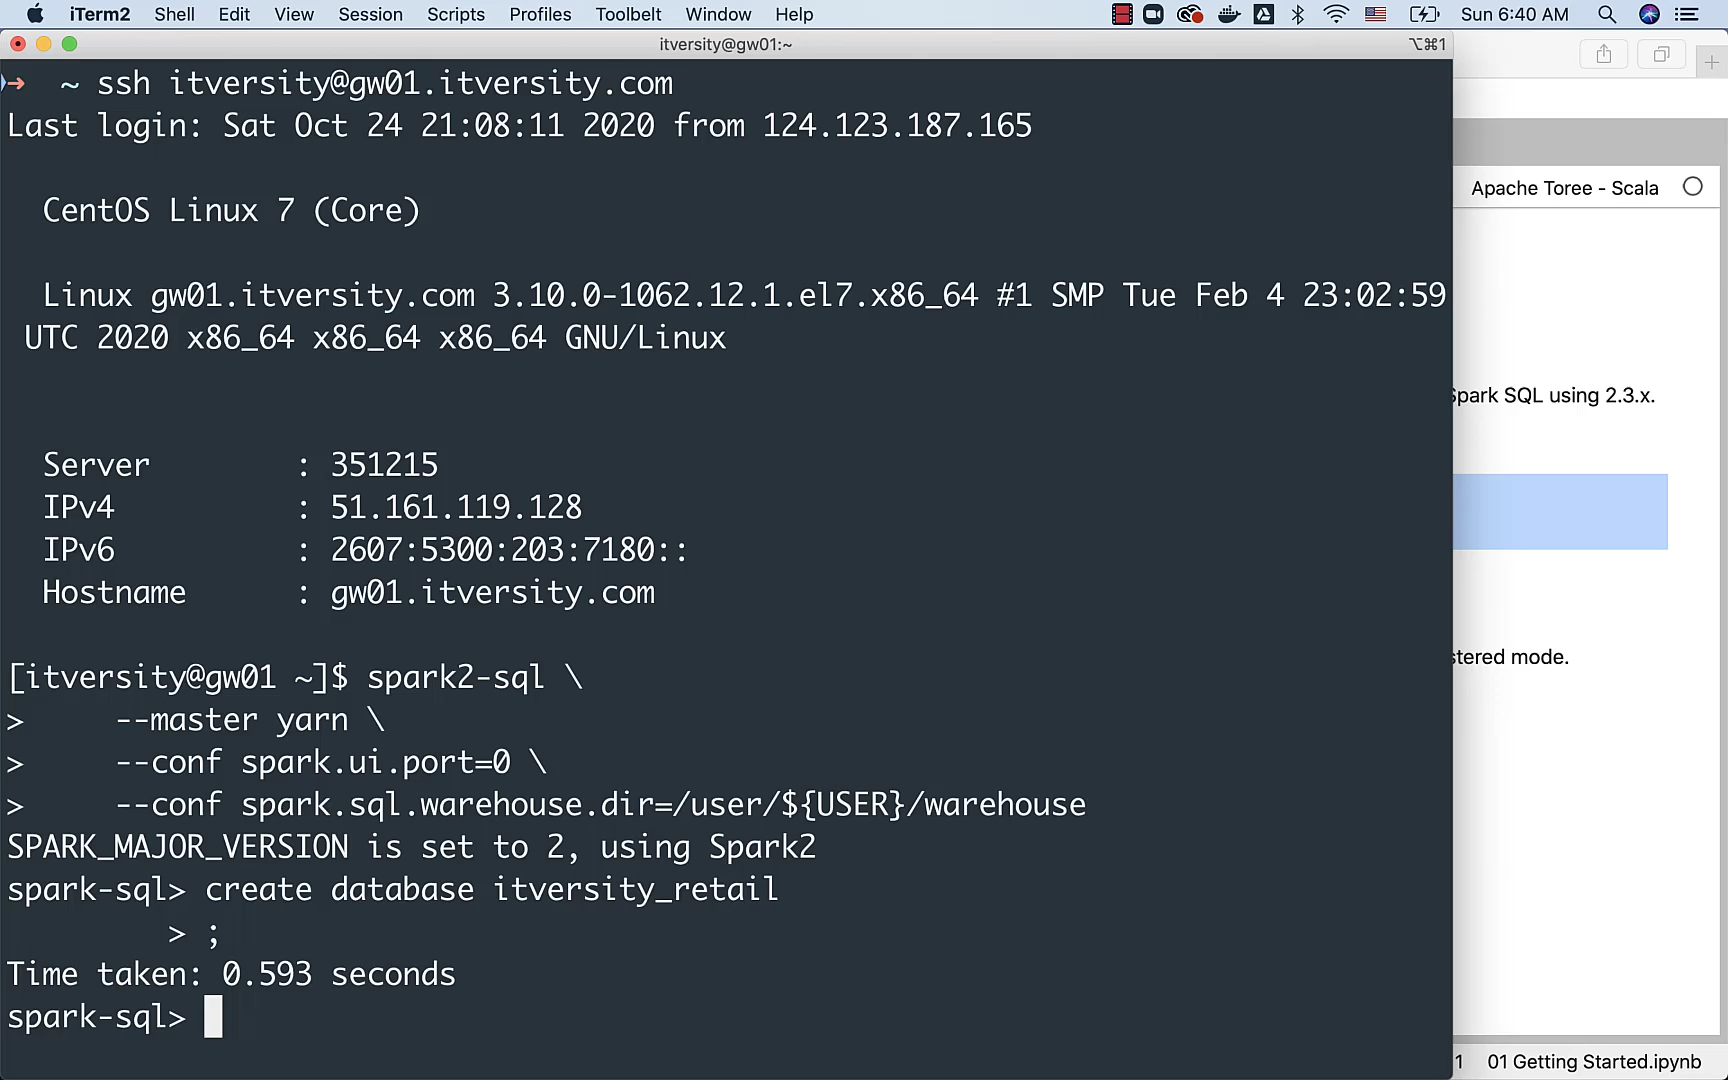 iTerm2 Shell Edit View Session Scripts Profiles Toolbelt Window Help Sun 6:40 AM
itversity@gw01:~ ⌥⌘1
→ ~ ssh itversity@gw01.itversity.com
Last login: Sat Oct 24 21:08:11 2020 from 124.123.187.165
Apache Toree - Scala
CentOS Linux 7 (Core)
Linux gw01.itversity.com 3.10.0-1062.12.1.el7.x86_64 #1 SMP Tue Feb 4 23:02:59
UTC 2020 x86_64 x86_64 x86_64 GNU/Linux
Spark SQL using 2.3.x.
Server : 351215
IPv4 : 51.161.119.128
IPv6 : 2607:5300:203:7180::
Hostname : gw01.itversity.com
stered mode.
[itversity@gw01 ~]$ spark2-sql \
> --master yarn \
> --conf spark.ui.port=0 \
> --conf spark.sql.warehouse.dir=/user/${USER}/warehouse
SPARK_MAJOR_VERSION is set to 2, using Spark2
spark-sql> create database itversity_retail
> ;
Time taken: 0.593 seconds
spark-sql>
1 01 Getting Started.ipynb